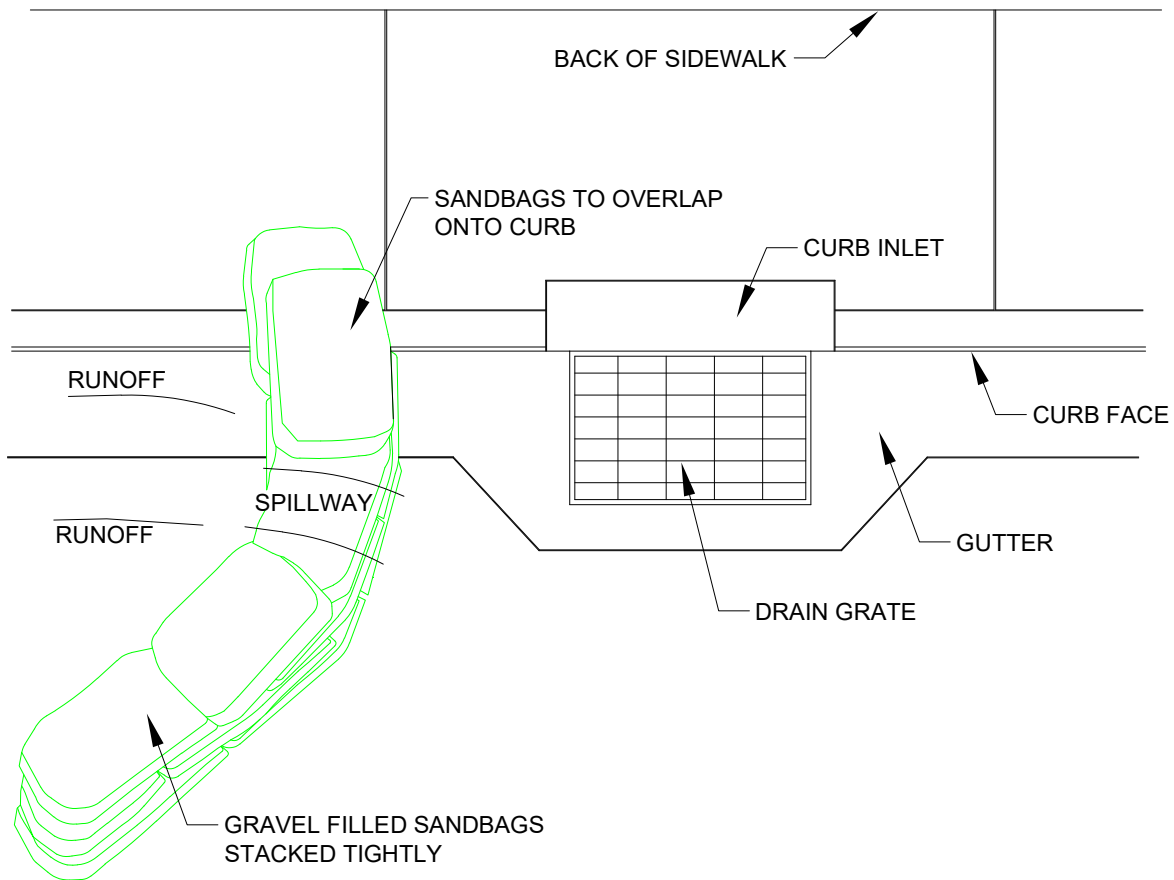 BACK OF SIDEWALK
SANDBAGS TO OVERLAP
ONTO CURB
CURB INLET
RUNOFF
CURB FACE
SPILLWAY
RUNOFF
GUTTER
DRAIN GRATE
GRAVEL FILLED SANDBAGS
STACKED TIGHTLY